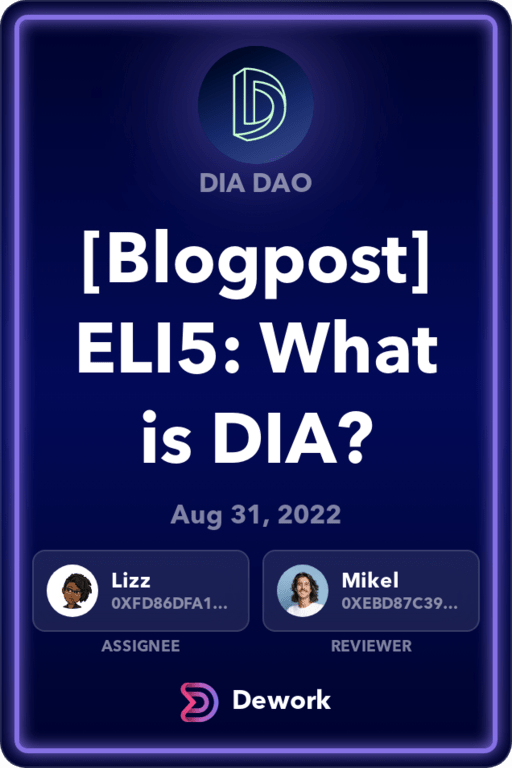 DIA DAO
[Blogpost]
ELI5: What
is DIA?
Aug 31, 2022
Lizz
0XFD86DFA1...
ASSIGNEE
Mikel
0XEBD87C39...
REVIEWER
Dework